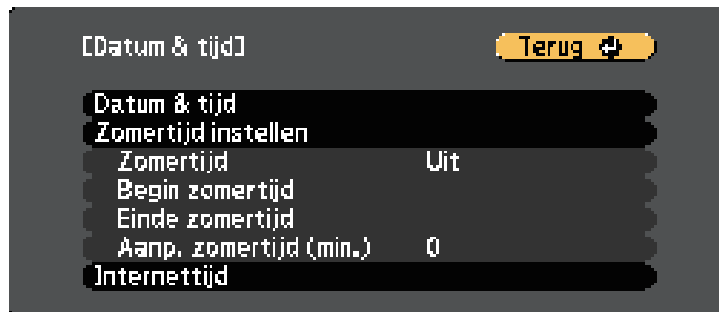 [Datum & tijd]
Terug
Datum & tijd
Zomertijd instellen
Zomertijd Uit
Begin zomertijd
Einde zomertijd
Aanp. zomertijd (min.) 0
Internettijd